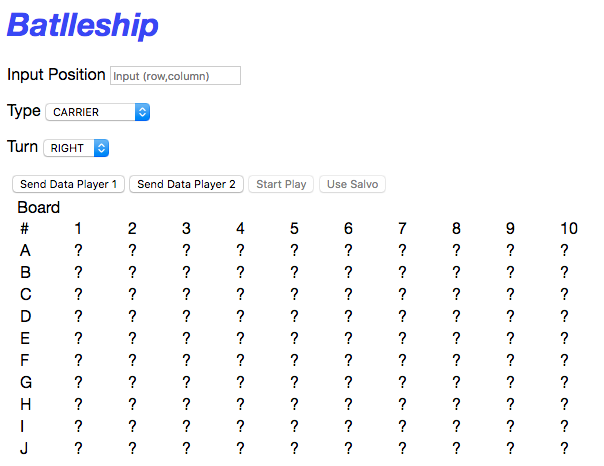 Batlleship
Input Position Input (row,column)
Type CARRIER
Turn RIGHT
Send Data Player 1 Send Data Player 2 Start Play Use Salvo
Board
# 1 2 3 4 5 6 7 8 9 10
A ? ? ? ? ? ? ? ? ? ?
B ? ? ? ? ? ? ? ? ? ?
C ? ? ? ? ? ? ? ? ? ?
D ? ? ? ? ? ? ? ? ? ?
E ? ? ? ? ? ? ? ? ? ?
F ? ? ? ? ? ? ? ? ? ?
G ? ? ? ? ? ? ? ? ? ?
H ? ? ? ? ? ? ? ? ? ?
I ? ? ? ? ? ? ? ? ? ?
J ? ? ? ? ? ? ? ? ? ?